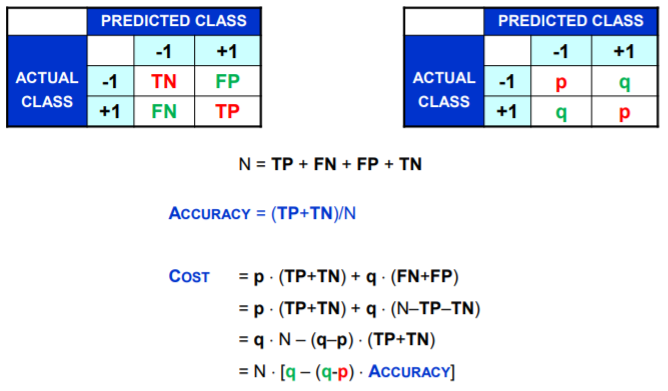 PREDICTED CLASS
-1 +1
ACTUAL CLASS
-1 TN FP
+1 FN TP
PREDICTED CLASS
-1 +1
ACTUAL CLASS
-1 p q
+1 q p
N = TP + FN + FP + TN
ACCURACY = (TP+TN)/N
COST = p · (TP+TN) + q · (FN+FP)
= p · (TP+TN) + q · (N–TP–TN)
= q · N – (q–p) · (TP+TN)
= N · [q – (q-p) · ACCURACY]